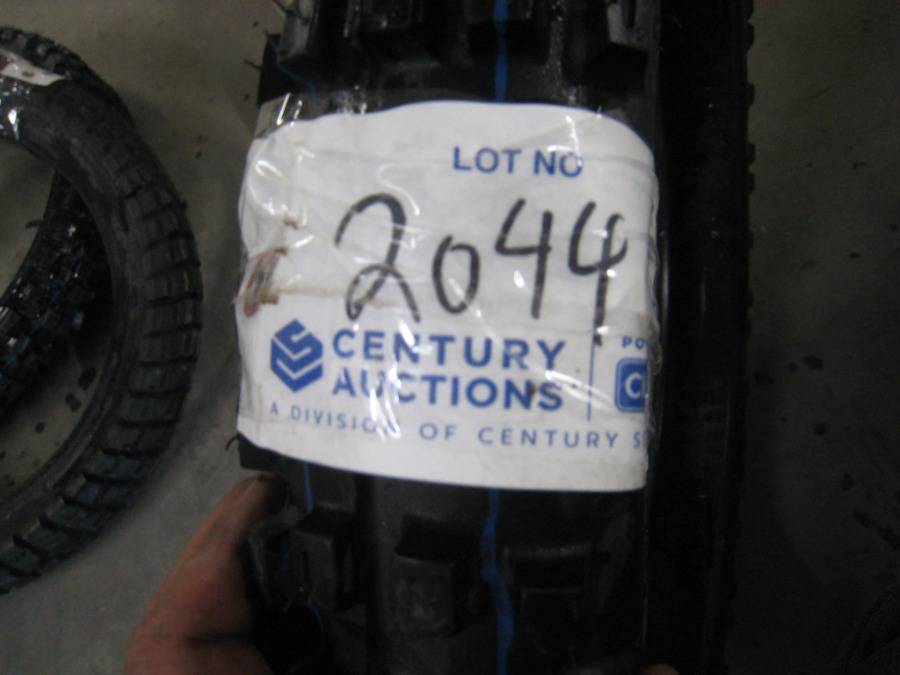 LOT NO
2044
CENTURY
AUCTIONS
A DIVISION OF CENTURY